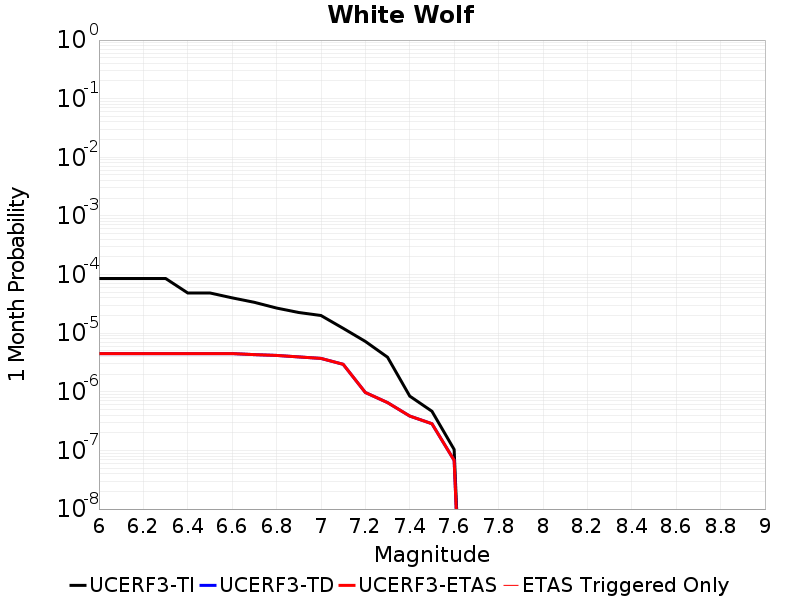 White Wolf
10^0
10^-1
10^-2
10^-3
10^-4
10^-5
10^-6
10^-7
10^-8
1 Month Probability
6 6.2 6.4 6.6 6.8 7 7.2 7.4 7.6 7.8 8 8.2 8.4 8.6 8.8 9
Magnitude
UCERF3-TI UCERF3-TD UCERF3-ETAS ETAS Triggered Only